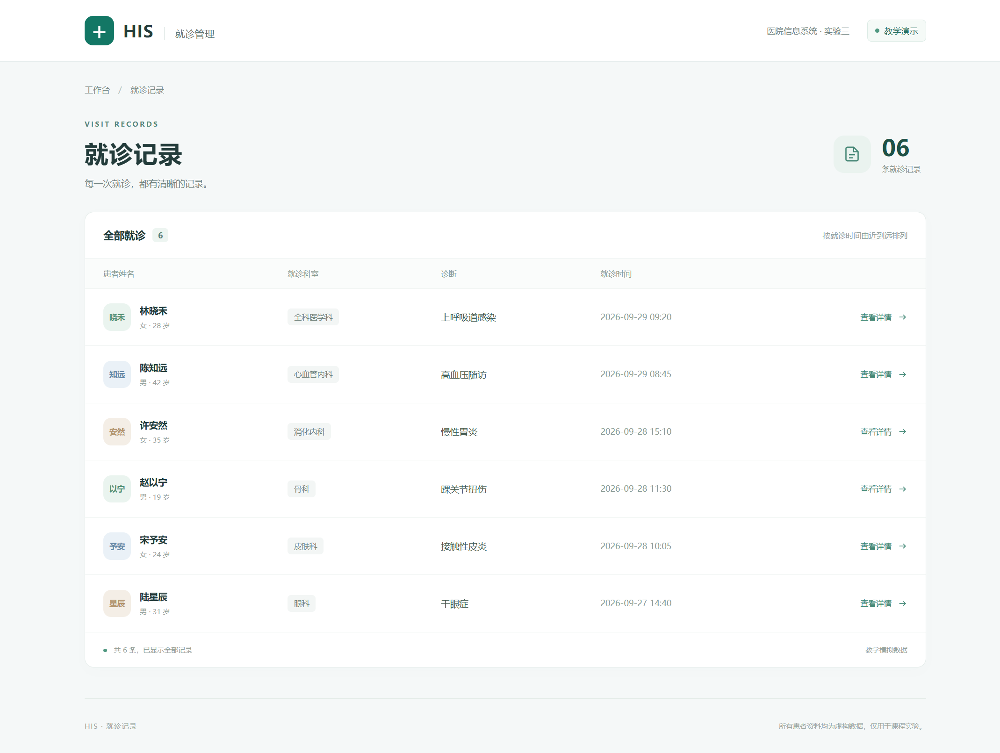 + HIS 就诊管理 医院信息系统 · 实验三 教学演示
工作台 / 就诊记录
VISIT RECORDS
就诊记录
每一次就诊，都有清晰的记录。
06
条就诊记录
全部就诊 6 按就诊时间由近到远排列
患者姓名 就诊科室 诊断 就诊时间
晓禾 林晓禾 全科医学科 上呼吸道感染 2026-09-29 09:20 查看详情 →
女 · 28 岁
知远 陈知远 心血管内科 高血压随访 2026-09-29 08:45 查看详情 →
男 · 42 岁
安然 许安然 消化内科 慢性胃炎 2026-09-28 15:10 查看详情 →
女 · 35 岁
以宁 赵以宁 骨科 踝关节扭伤 2026-09-28 11:30 查看详情 →
男 · 19 岁
予安 宋予安 皮肤科 接触性皮炎 2026-09-28 10:05 查看详情 →
女 · 24 岁
星辰 陆星辰 眼科 干眼症 2026-09-27 14:40 查看详情 →
男 · 31 岁
共 6 条，已显示全部记录 教学模拟数据
HIS · 就诊记录 所有患者资料均为虚构数据，仅用于课程实验。